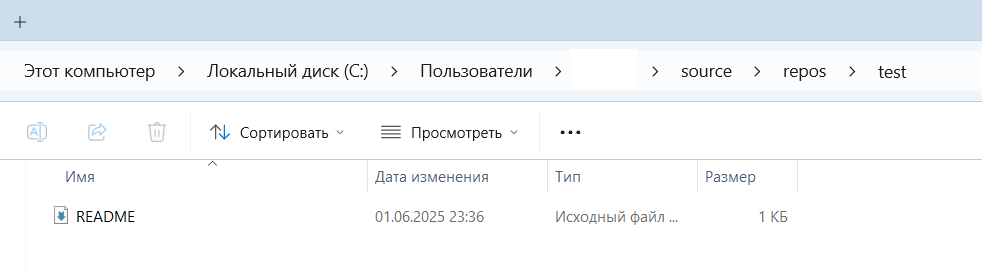 +
Этот компьютер > Локальный диск (C:) > Пользователи > > source > repos > test
Сортировать Просмотреть •••
Имя Дата изменения Тип Размер
README 01.06.2025 23:36 Исходный файл ... 1 КБ